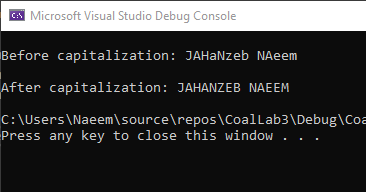 Microsoft Visual Studio Debug Console
Before capitalization: JAHaNzeb NAeem
After capitalization: JAHANZEB NAEEM
C:\Users\Naeem\source\repos\CoalLab3\Debug\Coa
Press any key to close this window . . .